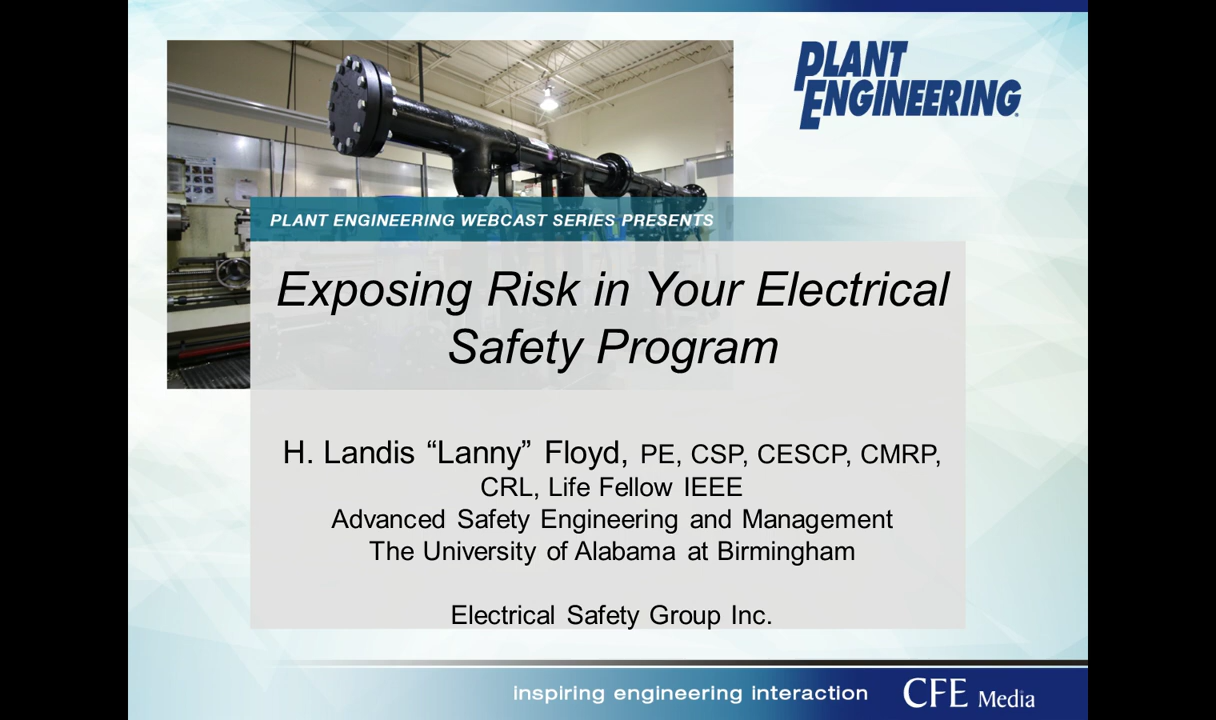 PLANT
ENGINEERING
PLANT ENGINEERING WEBCAST SERIES PRESENTS
Exposing Risk in Your Electrical
Safety Program
H. Landis “Lanny” Floyd, PE, CSP, CESCP, CMRP,
CRL, Life Fellow IEEE
Advanced Safety Engineering and Management
The University of Alabama at Birmingham
Electrical Safety Group Inc.
inspiring engineering interaction
CFE Media